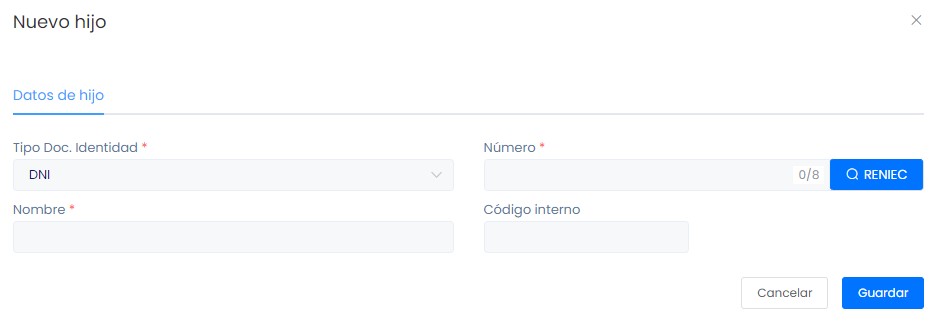 Nuevo hijo
Datos de hijo
Tipo Doc. Identidad *
Número *
DNI
0/8
RENIEC
Nombre *
Código interno
Cancelar
Guardar